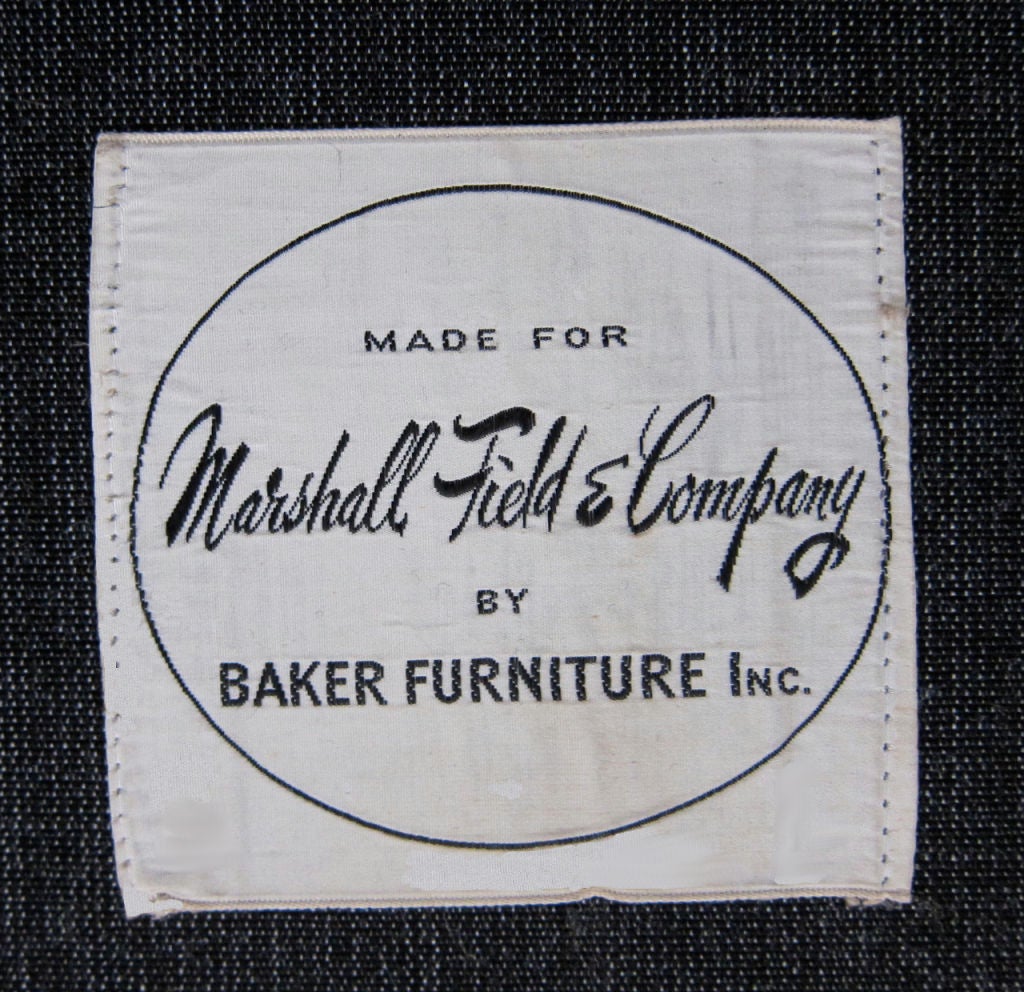 MADE FOR
Marshall Field & Company
BY
BAKER FURNITURE INC.